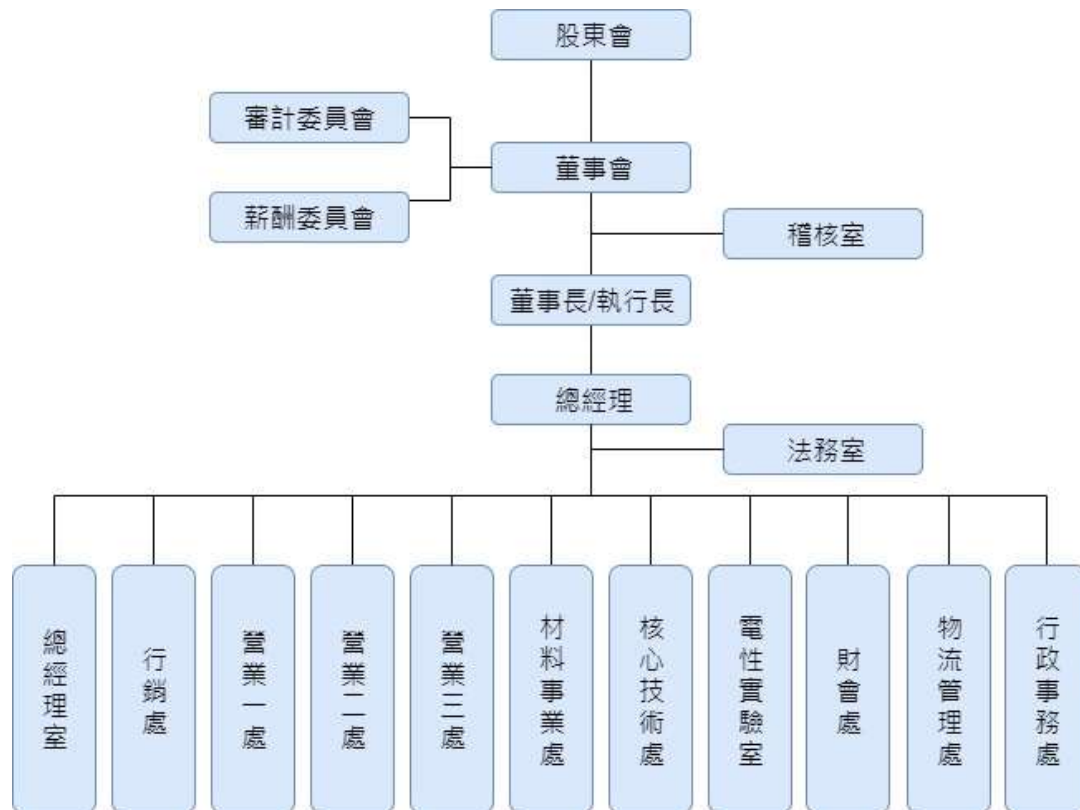 股東會
審計委員會
董事會
薪酬委員會
稽核室
董事長/執行長
總經理
法務室
總經理室
行銷處
營業一處
營業二處
營業三處
材料事業處
核心技術處
電性實驗室
財會處
物流管理處
行政事務處